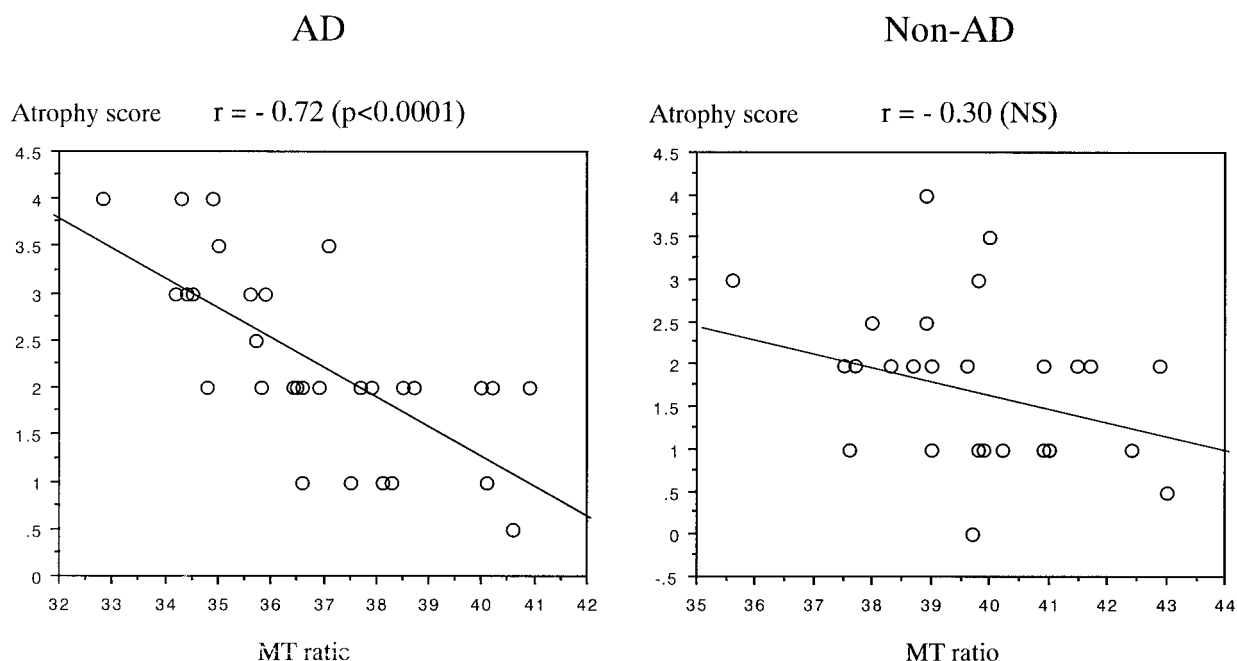 AD
Non-AD
Atrophy score r = - 0.72 (p<0.0001)
Atrophy score r = - 0.30 (NS)
4.5
4
3.5
3
2.5
2
1.5
1
.5
0
32 33 34 35 36 37 38 39 40 41 42
MT ratio
4.5
4
3.5
3
2.5
2
1.5
1
.5
0
-.5
35 36 37 38 39 40 41 42 43 44
MT ratio